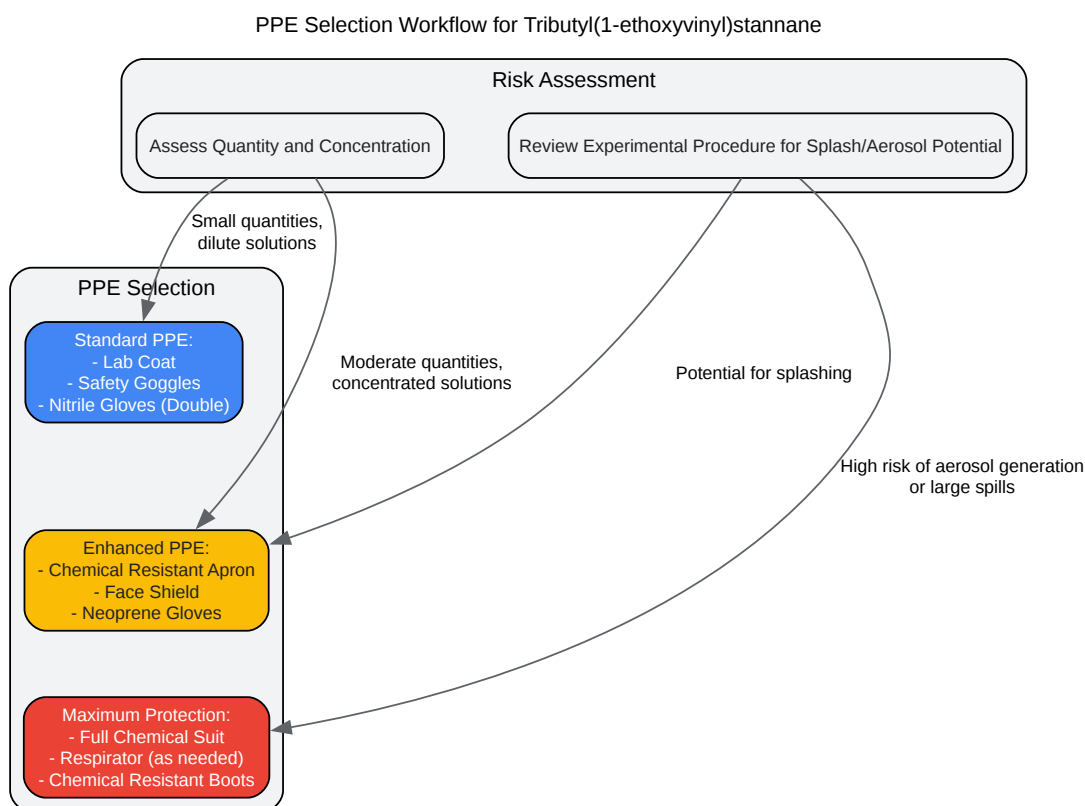 PPE Selection Workflow for Tributyl(1-ethoxyvinyl)stannane
Risk Assessment
Assess Quantity and Concentration
Review Experimental Procedure for Splash/Aerosol Potential
Small quantities,
dilute solutions
PPE Selection
Standard PPE:
- Lab Coat
- Safety Goggles
- Nitrile Gloves (Double)
Moderate quantities,
concentrated solutions
Potential for splashing
High risk of aerosol generation
or large spills
Enhanced PPE:
- Chemical Resistant Apron
- Face Shield
- Neoprene Gloves
Maximum Protection:
- Full Chemical Suit
- Respirator (as needed)
- Chemical Resistant Boots